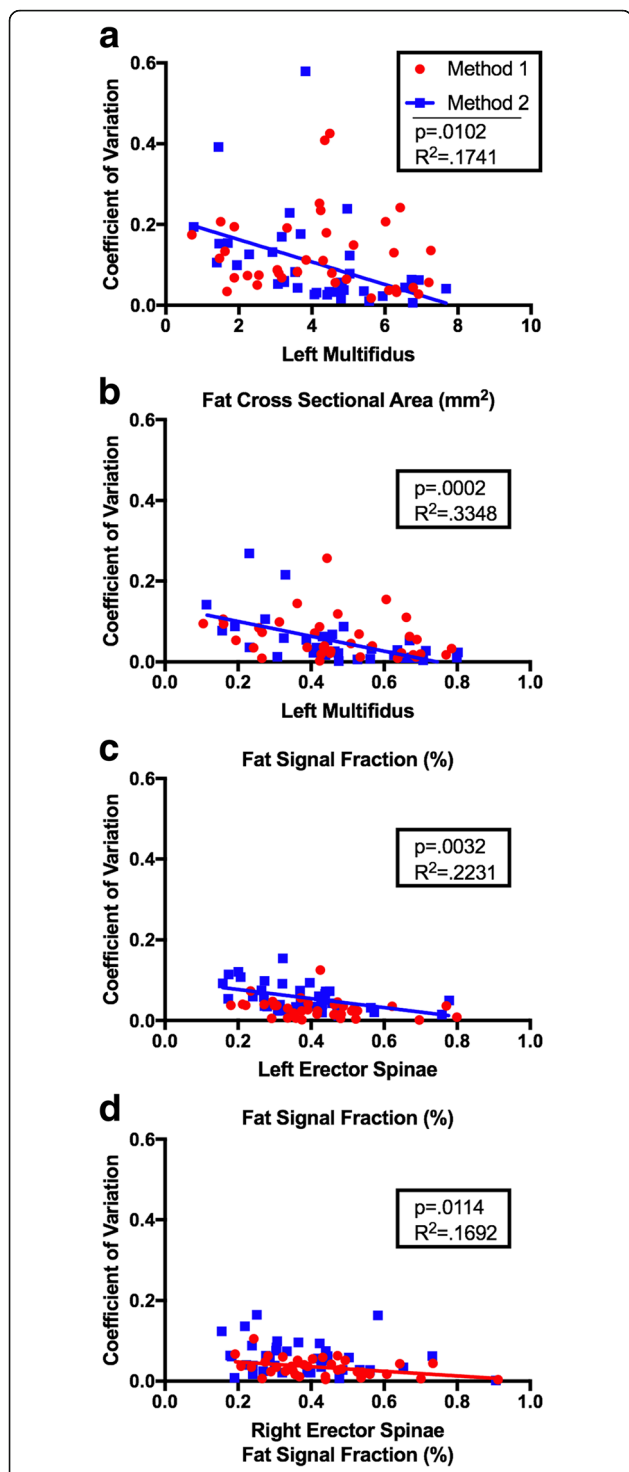 a
Coefficient of Variation
0.6
0.4
0.2
0.0
Method 1
Method 2
p=.0102
R²=.1741
0 2 4 6 8 10
Left Multifidus
b
Fat Cross Sectional Area (mm²)
Coefficient of Variation
0.6
0.4
0.2
0.0
p=.0002
R²=.3348
0.0 0.2 0.4 0.6 0.8 1.0
Left Multifidus
c
Fat Signal Fraction (%)
Coefficient of Variation
0.6
0.4
0.2
0.0
p=.0032
R²=.2231
0.0 0.2 0.4 0.6 0.8 1.0
Left Erector Spinae
d
Fat Signal Fraction (%)
Coefficient of Variation
0.6
0.4
0.2
0.0
p=.0114
R²=.1692
0.0 0.2 0.4 0.6 0.8 1.0
Right Erector Spinae
Fat Signal Fraction (%)